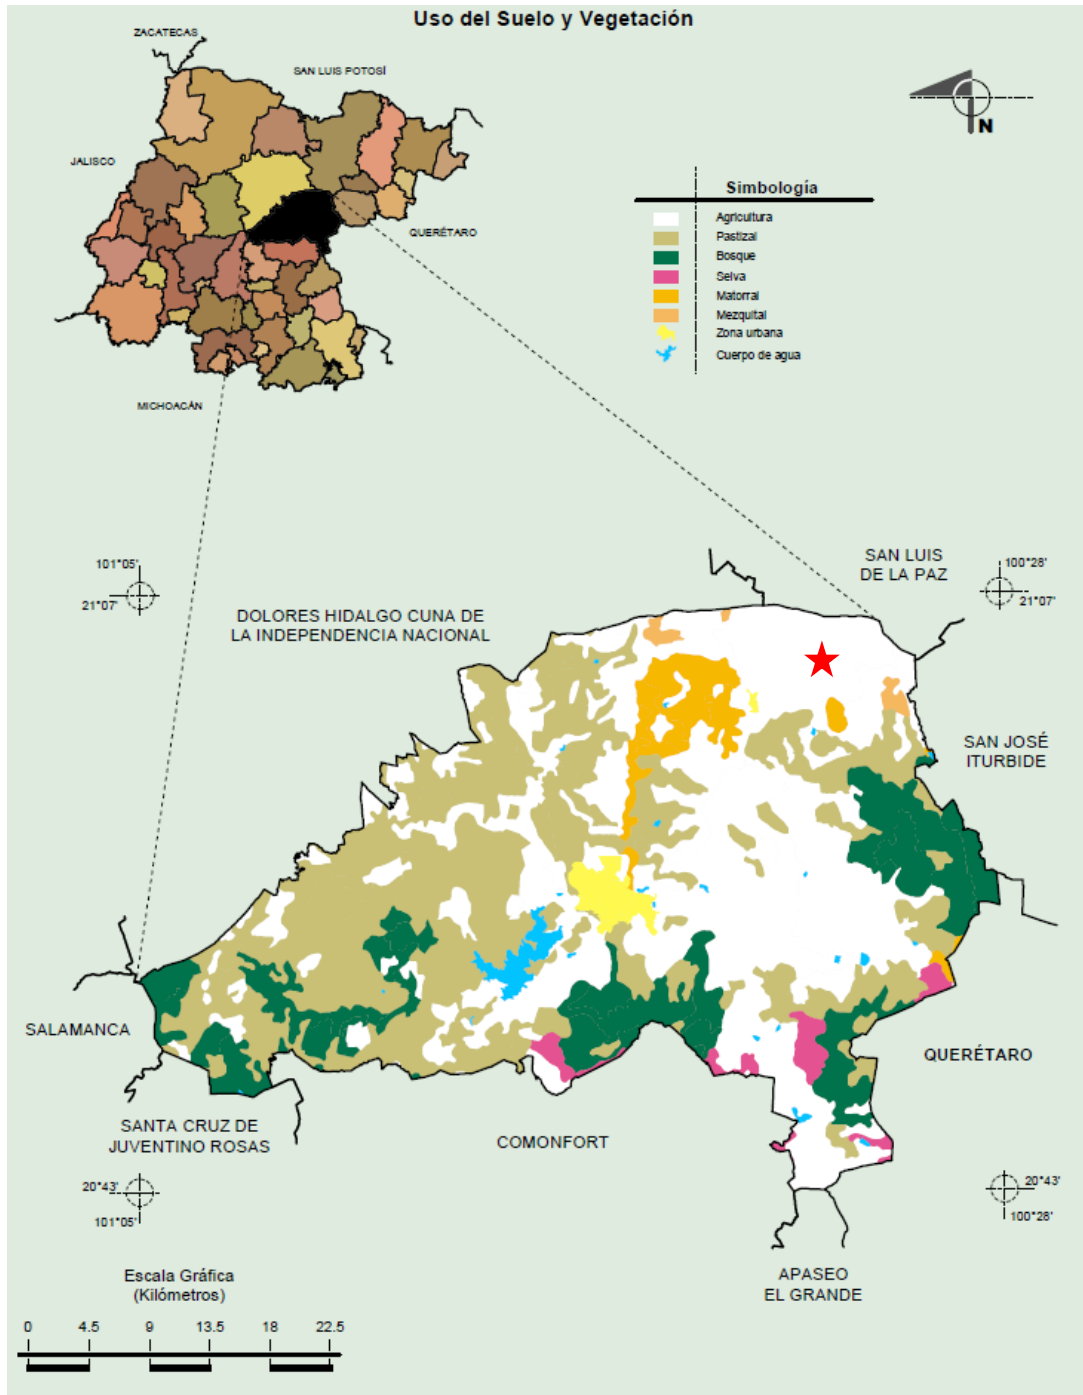 Uso del Suelo y Vegetación
ZACATECAS
SAN LUIS POTOSÍ
JALISCO
QUERÉTARO
MICHOACÁN
N
Simbología
Agricultura
Pastizal
Bosque
Selva
Matorral
Mezquital
Zona urbana
Cuerpo de agua
101°05'
21°07'
100°28'
21°07'
SAN LUIS
DE LA PAZ
DOLORES HIDALGO CUNA DE
LA INDEPENDENCIA NACIONAL
SAN JOSÉ
ITURBIDE
SALAMANCA
QUERÉTARO
SANTA CRUZ DE
JUVENTINO ROSAS
COMONFORT
20°43'
101°05'
20°43'
100°28'
APASEO
EL GRANDE
Escala Gráfica
(Kilómetros)
0 4.5 9 13.5 18 22.5